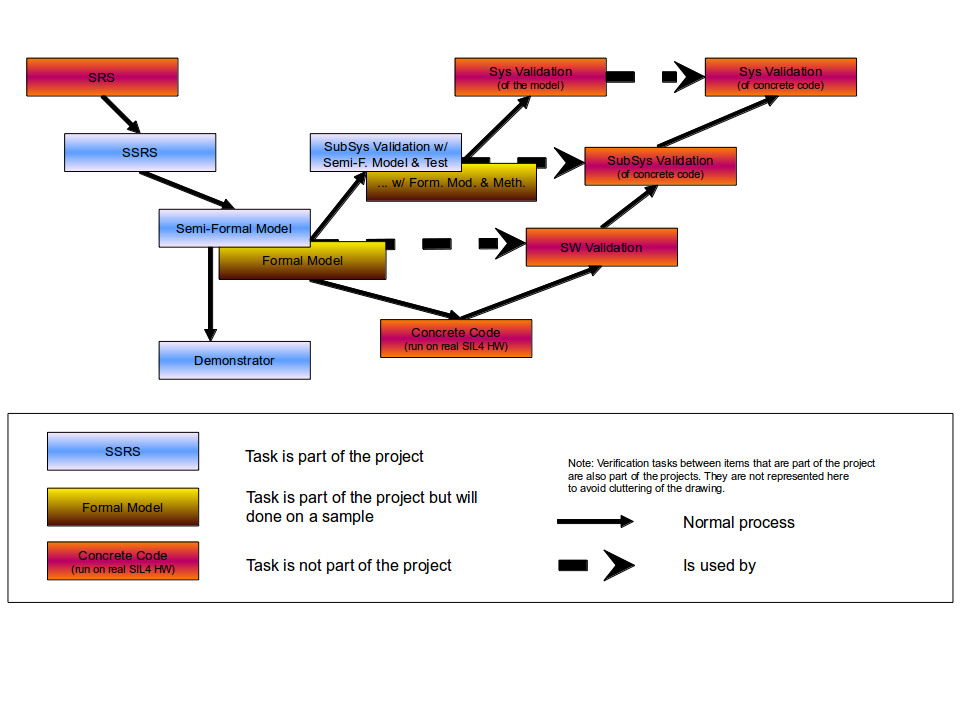 SRS
Sys Validation
(of the model)
Sys Validation
(of concrete code)
SSRS
SubSys Validation w/
Semi-F. Model & Test
... w/ Form. Mod. & Meth.
SubSys Validation
(of concrete code)
Semi-Formal Model
Formal Model
SW Validation
Concrete Code
(run on real SIL4 HW)
Demonstrator
SSRS
Task is part of the project
Formal Model
Task is part of the project but will
done on a sample
Concrete Code
(run on real SIL4 HW)
Task is not part of the project
Note: Verification tasks between items that are part of the project
are also part of the projects. They are not represented here
to avoid cluttering of the drawing.
Normal process
Is used by